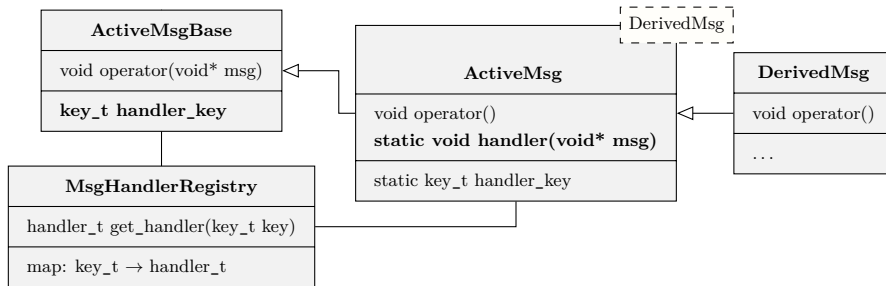 ActiveMsgBase
void operator(void* msg)
key_t handler_key
MsgHandlerRegistry
handler_t get_handler(key_t key)
map: key_t → handler_t
DerivedMsg
ActiveMsg
void operator()
static void handler(void* msg)
static key_t handler_key
DerivedMsg
void operator()
...